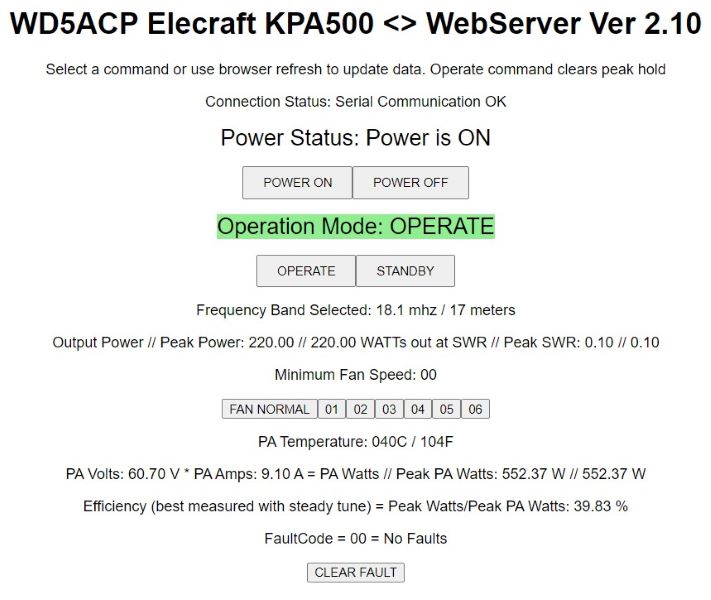 WD5ACP Elecraft KPA500 <> WebServer Ver 2.10
Select a command or use browser refresh to update data. Operate command clears peak hold
Connection Status: Serial Communication OK
Power Status: Power is ON
POWER ON POWER OFF
Operation Mode: OPERATE
OPERATE STANDBY
Frequency Band Selected: 18.1 mhz / 17 meters
Output Power // Peak Power: 220.00 // 220.00 WATTs out at SWR // Peak SWR: 0.10 // 0.10
Minimum Fan Speed: 00
FAN NORMAL 01 02 03 04 05 06
PA Temperature: 040C / 104F
PA Volts: 60.70 V * PA Amps: 9.10 A = PA Watts // Peak PA Watts: 552.37 W // 552.37 W
Efficiency (best measured with steady tune) = Peak Watts/Peak PA Watts: 39.83 %
FaultCode = 00 = No Faults
CLEAR FAULT